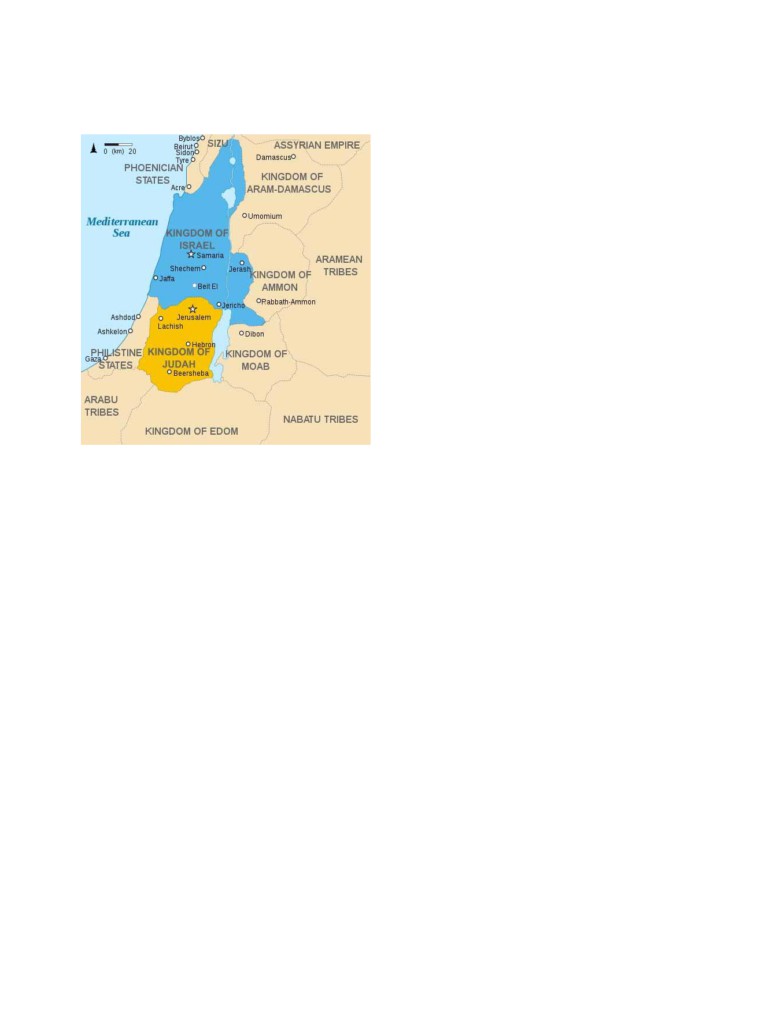 Byblos
SIZU
ASSYRIAN EMPIRE
0 (km) 20
Beirut
Sidon
Damascus
Tyre
PHOENICIAN
STATES
KINGDOM OF
ARAM-DAMASCUS
Acre
Umomium
Mediterranean
Sea
KINGDOM OF
ISRAEL
Samaria
ARAMEAN
TRIBES
Shechem
Jerash
KINGDOM OF
AMMON
Jaffa
Beit El
Rabbath-Ammon
Jericho
Ashdod
Jerusalem
Lachish
Ashkelon
Dibon
Hebron
PHILISTINE
STATES
KINGDOM OF
JUDAH
KINGDOM OF
MOAB
Gaza
Beersheba
ARABU
TRIBES
NABATU TRIBES
KINGDOM OF EDOM